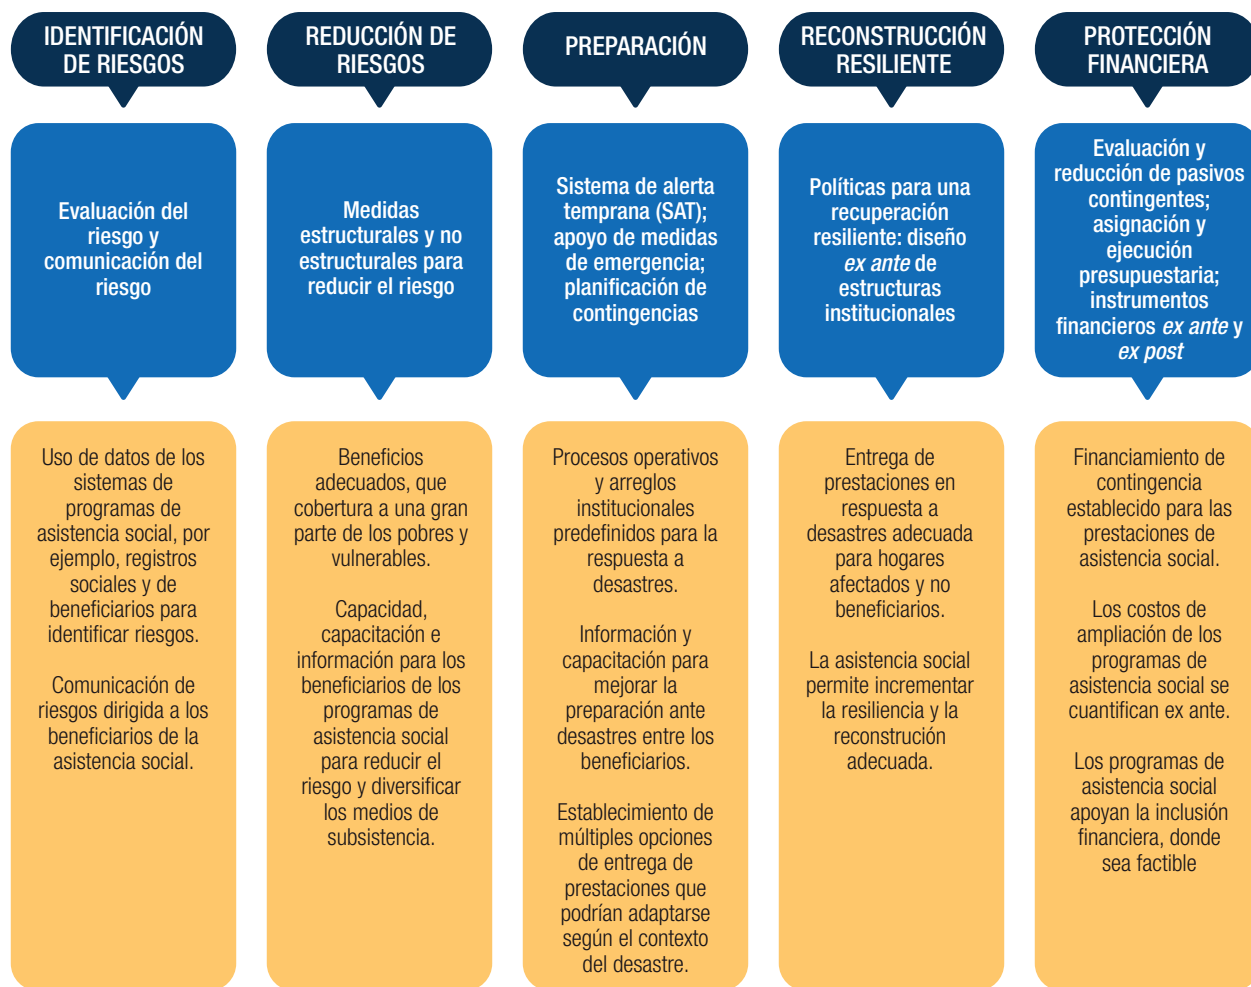 IDENTIFICACIÓN
DE RIESGOS
Evaluación del
riesgo y
comunicación del
riesgo
Uso de datos de los
sistemas de
programas de
asistencia social, por
ejemplo, registros
sociales y de
beneficiarios para
identificar riesgos.
Comunicación de
riesgos dirigida a los
beneficiarios de la
asistencia social.
REDUCCIÓN DE
RIESGOS
Medidas
estructurales y no
estructurales para
reducir el riesgo
Beneficios
adecuados, que
cobertura a una gran
parte de los pobres y
vulnerables.
Capacidad,
capacitación e
información para los
beneficiarios de los
programas de
asistencia social
para reducir el
riesgo y diversificar
los medios de
subsistencia.
PREPARACIÓN
Sistema de alerta
temprana (SAT);
apoyo de medidas
de emergencia;
planificación de
contingencias
Procesos operativos
y arreglos
institucionales
predefinidos para la
respuesta a
desastres.
Información y
capacitación para
mejorar la
preparación ante
desastres entre los
beneficiarios.
Establecimiento de
múltiples opciones
de entrega de
prestaciones que
podrían adaptarse
según el contexto
del desastre.
RECONSTRUCCIÓN
RESILIENTE
Políticas para una
recuperación
resiliente: diseño
ex ante de
estructuras
institucionales
Entrega de
prestaciones en
respuesta a
desastres adecuada
para hogares
afectados y no
beneficiarios.
La asistencia social
permite incrementar
la resiliencia y la
reconstrución
adecuada.
PROTECCIÓN
FINANCIERA
Evaluación y
reducción de pasivos
contingentes;
asignación y
ejecución
presupuestaria;
instrumentos
financieros ex ante y
ex post
Financiamiento de
contingencia
establecido para las
prestaciones de
asistencia social.
Los costos de
ampliación de los
programas de
asistencia social se
cuantifican ex ante.
Los programas de
asistencia social
apoyan la inclusión
financiera, donde
sea factible